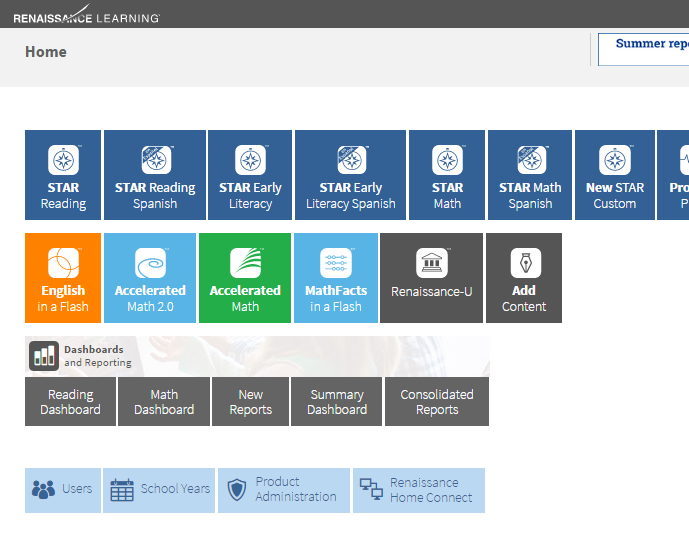 RENAISSANCE LEARNING
Home
Summer
STAR
Reading
STAR Reading
Spanish
STAR Early
Literacy
STAR Early
Literacy Spanish
STAR
Math
STAR Math
Spanish
New STAR
Custom
English
in a Flash
Accelerated
Math 2.0
Accelerated
Math
MathFacts
in a Flash
Renaissance-U
Add
Content
Dashboards
and Reporting
Reading
Dashboard
Math
Dashboard
New
Reports
Summary
Dashboard
Consolidated
Reports
Users
School Years
Product
Administration
Renaissance
Home Connect